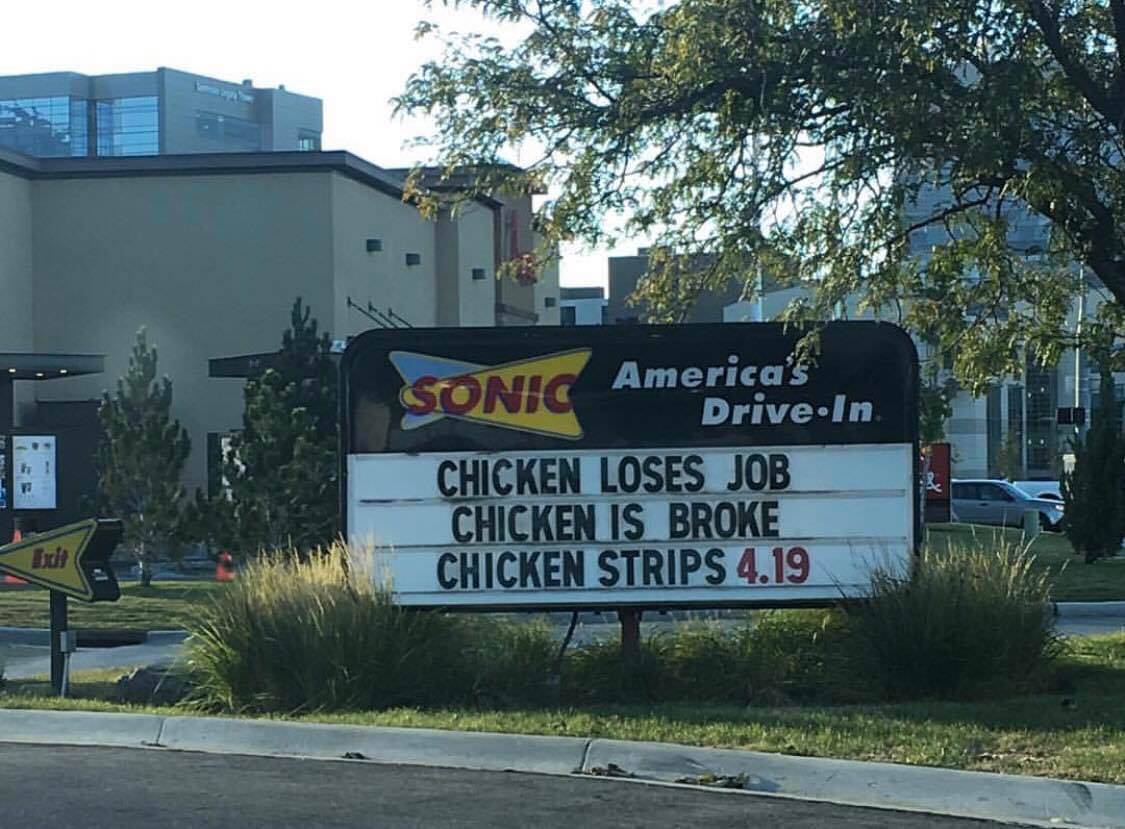 SONIC America's
Drive-In
CHICKEN LOSES JOB
CHICKEN IS BROKE
CHICKEN STRIPS 4.19
Exit